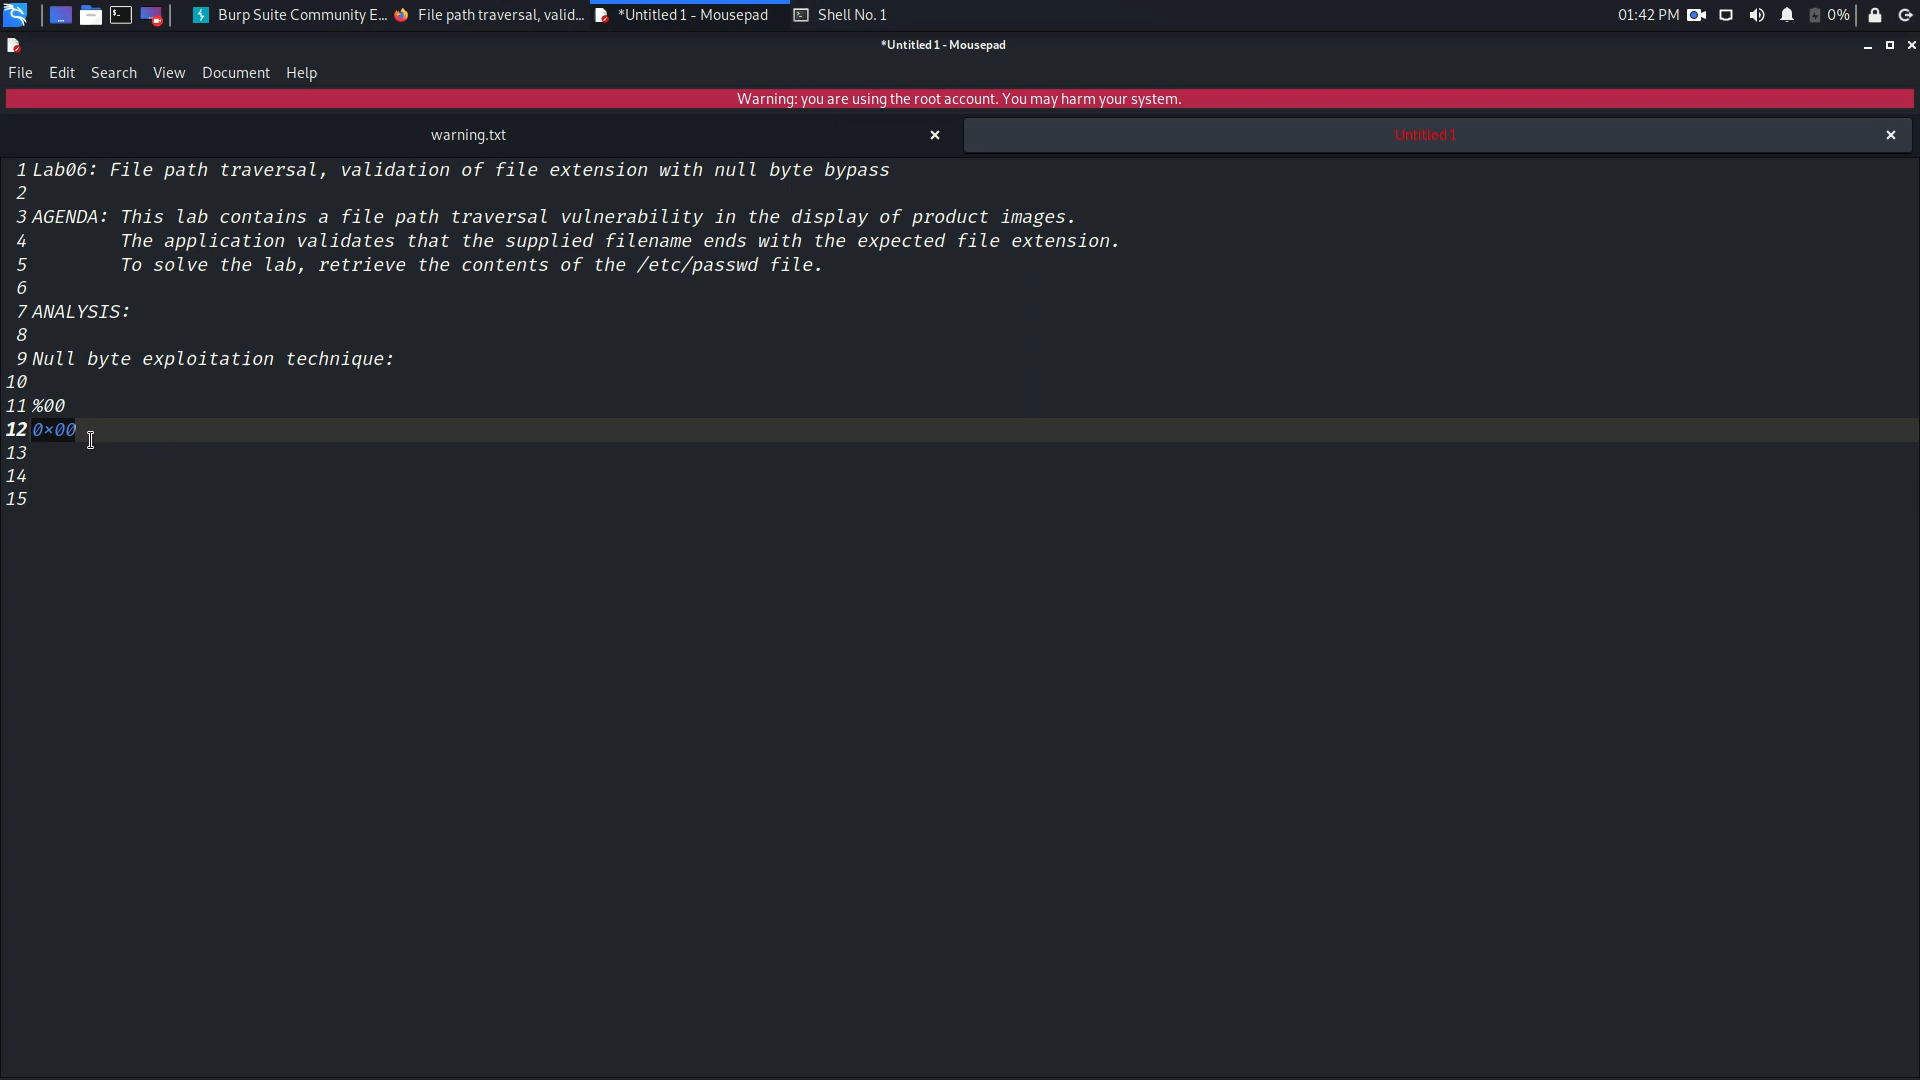 Burp Suite Community E... File path traversal, valid... *Untitled 1 - Mousepad Shell No. 1 01:42 PM 0%
*Untitled 1 - Mousepad
File Edit Search View Document Help
Warning: you are using the root account. You may harm your system.
warning.txt Untitled 1
1 Lab06: File path traversal, validation of file extension with null byte bypass
2
3 AGENDA: This lab contains a file path traversal vulnerability in the display of product images.
4 The application validates that the supplied filename ends with the expected file extension.
5 To solve the lab, retrieve the contents of the /etc/passwd file.
6
7 ANALYSIS:
8
9 Null byte exploitation technique:
10
11 %00
12 0×00
13
14
15